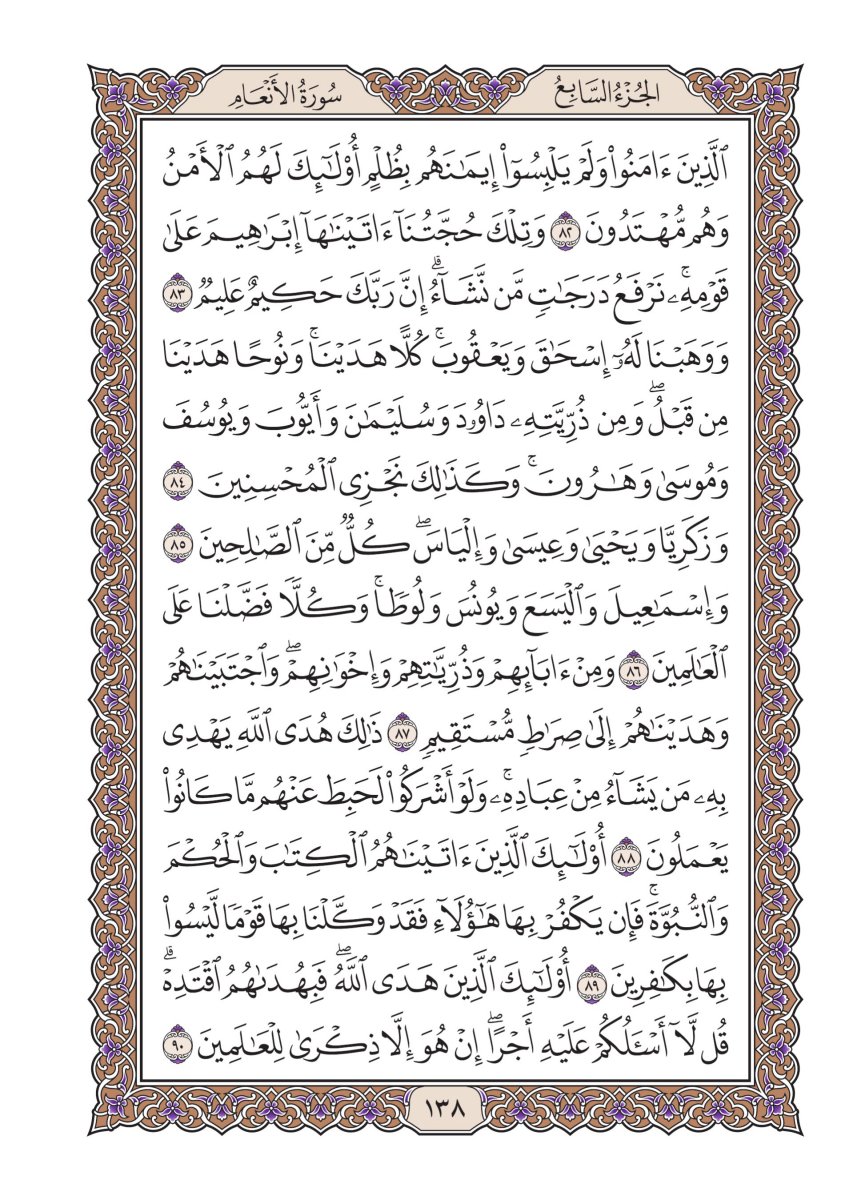 الجُزْءُ السَّابِعُ
سُورَةُ الأَنْعَامِ
ٱلَّذِينَ ءَامَنُواْ وَلَمْ يَلْبِسُوٓاْ إِيمَٰنَهُم بِظُلْمٍ أُوْلَٰٓئِكَ لَهُمُ ٱلْأَمْنُ
وَهُم مُّهْتَدُونَ ٨٢ وَتِلْكَ حُجَّتُنَآ ءَاتَيْنَٰهَآ إِبْرَٰهِيمَ عَلَىٰ
قَوْمِهِۦۚ نَرْفَعُ دَرَجَٰتٍ مَّن نَّشَآءُۗ إِنَّ رَبَّكَ حَكِيمٌ عَلِيمٌ ٨٣
وَوَهَبْنَا لَهُۥٓ إِسْحَٰقَ وَيَعْقُوبَۚ كُلًّا هَدَيْنَاۚ وَنُوحًا هَدَيْنَا
مِن قَبْلُۖ وَمِن ذُرِّيَّتِهِۦ دَاوُۥدَ وَسُلَيْمَٰنَ وَأَيُّوبَ وَيُوسُفَ
وَمُوسَىٰ وَهَٰرُونَۚ وَكَذَٰلِكَ نَجْزِي ٱلْمُحْسِنِينَ ٨٤
وَزَكَرِيَّا وَيَحْيَىٰ وَعِيسَىٰ وَإِلْيَاسَۖ كُلٌّ مِّنَ ٱلصَّٰلِحِينَ ٨٥
وَإِسْمَٰعِيلَ وَٱلْيَسَعَ وَيُونُسَ وَلُوطًاۚ وَكُلًّا فَضَّلْنَا عَلَى
ٱلْعَٰلَمِينَ ٨٦ وَمِنْ ءَابَآئِهِمْ وَذُرِّيَّٰتِهِمْ وَإِخْوَٰنِهِمْۖ وَٱجْتَبَيْنَٰهُمْ
وَهَدَيْنَٰهُمْ إِلَىٰ صِرَٰطٍ مُّسْتَقِيمٍ ٨٧ ذَٰلِكَ هُدَى ٱللَّهِ يَهْدِي
بِهِۦ مَن يَشَآءُ مِنْ عِبَادِهِۦۚ وَلَوْ أَشْرَكُواْ لَحَبِطَ عَنْهُم مَّا كَانُواْ
يَعْمَلُونَ ٨٨ أُوْلَٰٓئِكَ ٱلَّذِينَ ءَاتَيْنَٰهُمُ ٱلْكِتَٰبَ وَٱلْحُكْمَ
وَٱلنُّبُوَّةَۚ فَإِن يَكْفُرْ بِهَا هَٰٓؤُلَآءِ فَقَدْ وَكَّلْنَا بِهَا قَوْمًا لَّيْسُواْ
بِهَا بِكَٰفِرِينَ ٨٩ أُوْلَٰٓئِكَ ٱلَّذِينَ هَدَى ٱللَّهُۖ فَبِهُدَىٰهُمُ ٱقْتَدِهْۗ
قُل لَّآ أَسْـَٔلُكُمْ عَلَيْهِ أَجْرًاۖ إِنْ هُوَ إِلَّا ذِكْرَىٰ لِلْعَٰلَمِينَ ٩٠
١٣٨